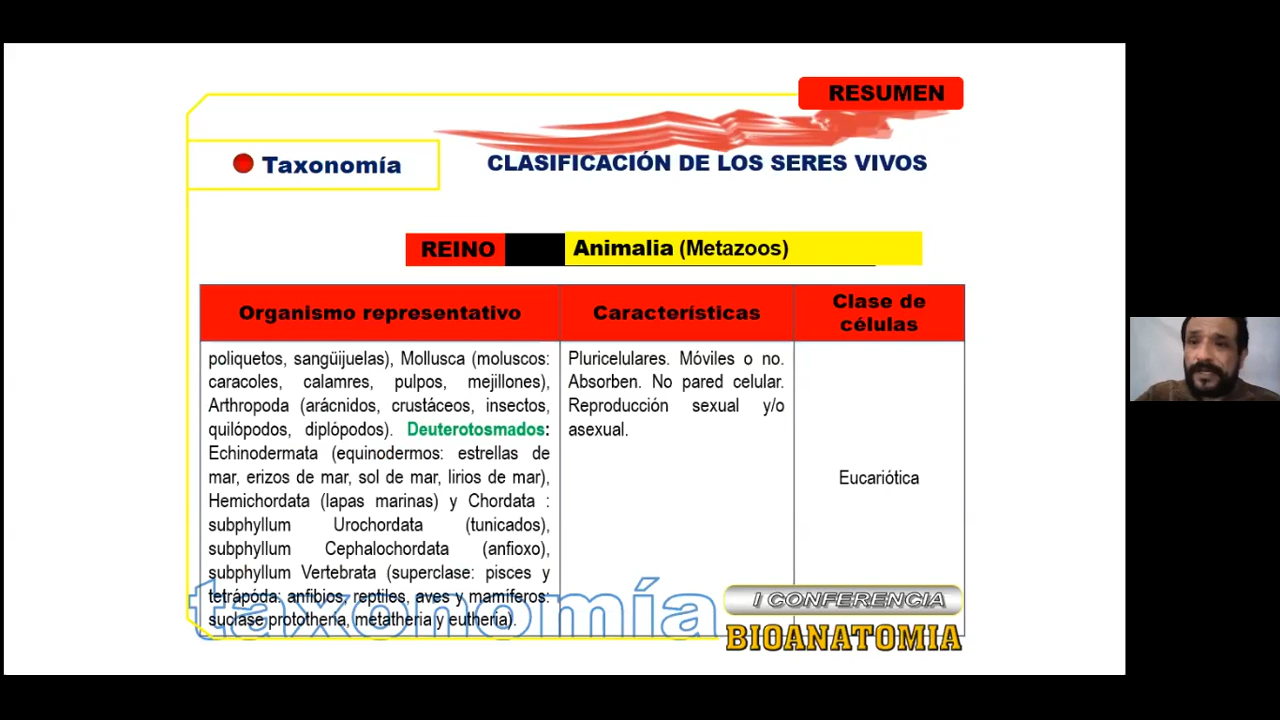 RESUMEN
Taxonomía
CLASIFICACIÓN DE LOS SERES VIVOS
REINO
Animalia (Metazoos)
Organismo representativo
Características
Clase de
células
poliquetos, sangüijuelas), Mollusca (moluscos:
caracoles, calamres, pulpos, mejillones),
Arthropoda (arácnidos, crustáceos, insectos,
quilópodos, diplópodos). Deuterotosmados:
Echinodermata (equinodermos: estrellas de
mar, erizos de mar, sol de mar, lirios de mar),
Hemichordata (lapas marinas) y Chordata :
subphyllum Urochordata (tunicados),
subphyllum Cephalochordata (anfioxo),
subphyllum Vertebrata (superclase: pisces y
tetrápóda: anfibios, reptiles, aves y mamíferos:
suclase prototheria, metatheria y eutheria).
Pluricelulares. Móviles o no.
Absorben. No pared celular.
Reproducción sexual y/o
asexual.
Eucariótica
taxonomía
I CONFERENCIA
BIOANATOMIA